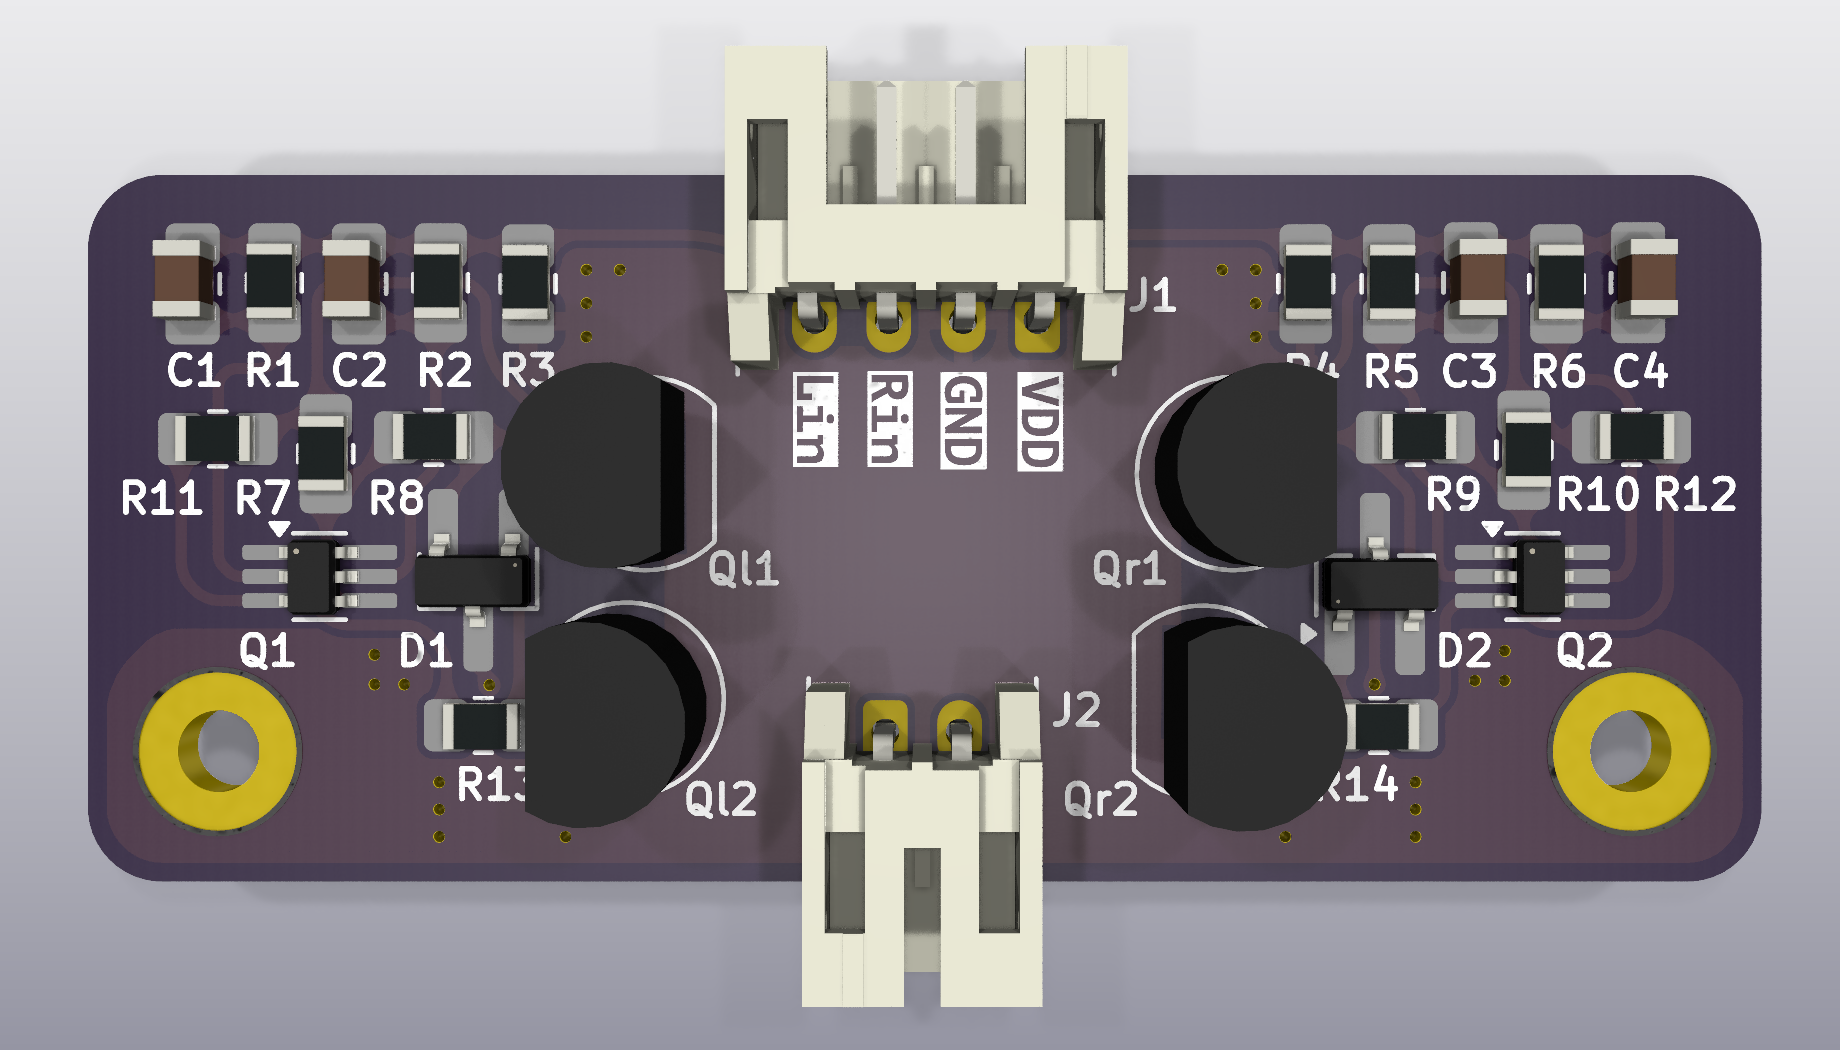 J1
C1 R1 C2 R2 R3 R4 R5 C3 R6 C4
Lin Rin GND VDD
R11 R7 R8 R9 R10 R12
Ql1 Qr1
Q1 D1 D2 Q2
J2
R13 Ql2 Qr2 R14